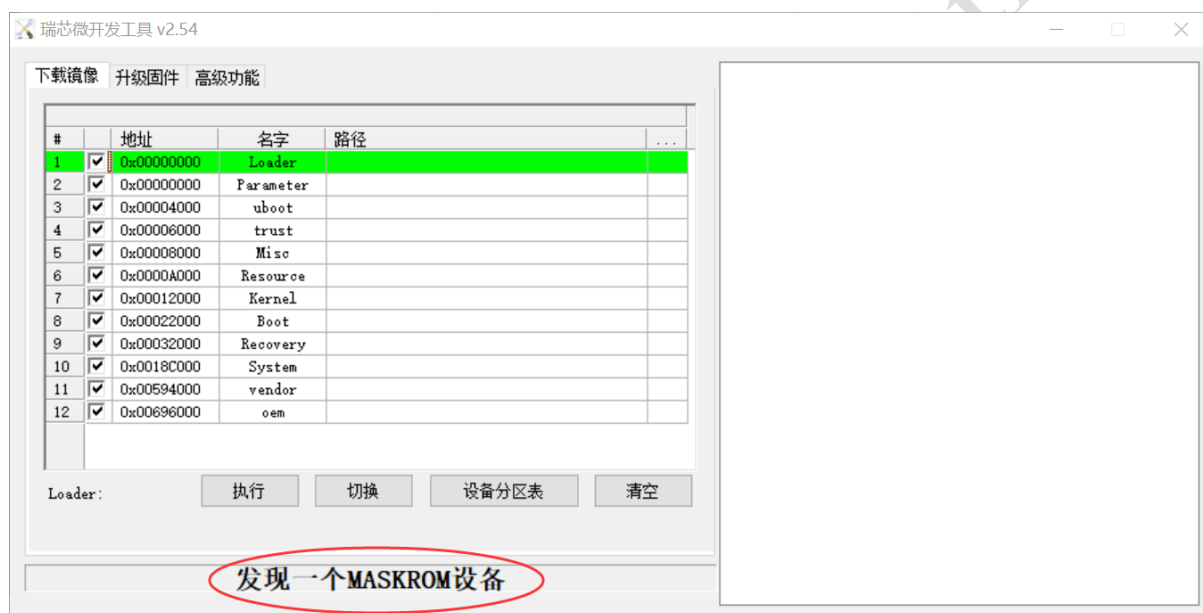 瑞芯微开发工具 v2.54
下载镜像 升级固件 高级功能
# 地址 名字 路径 ...
1 0x00000000 Loader
2 0x00000000 Parameter
3 0x00004000 uboot
4 0x00006000 trust
5 0x00008000 Misc
6 0x0000A000 Resource
7 0x00012000 Kernel
8 0x00022000 Boot
9 0x00032000 Recovery
10 0x0018C000 System
11 0x00594000 vendor
12 0x00696000 oem
Loader: 执行 切换 设备分区表 清空
发现一个MASKROM设备